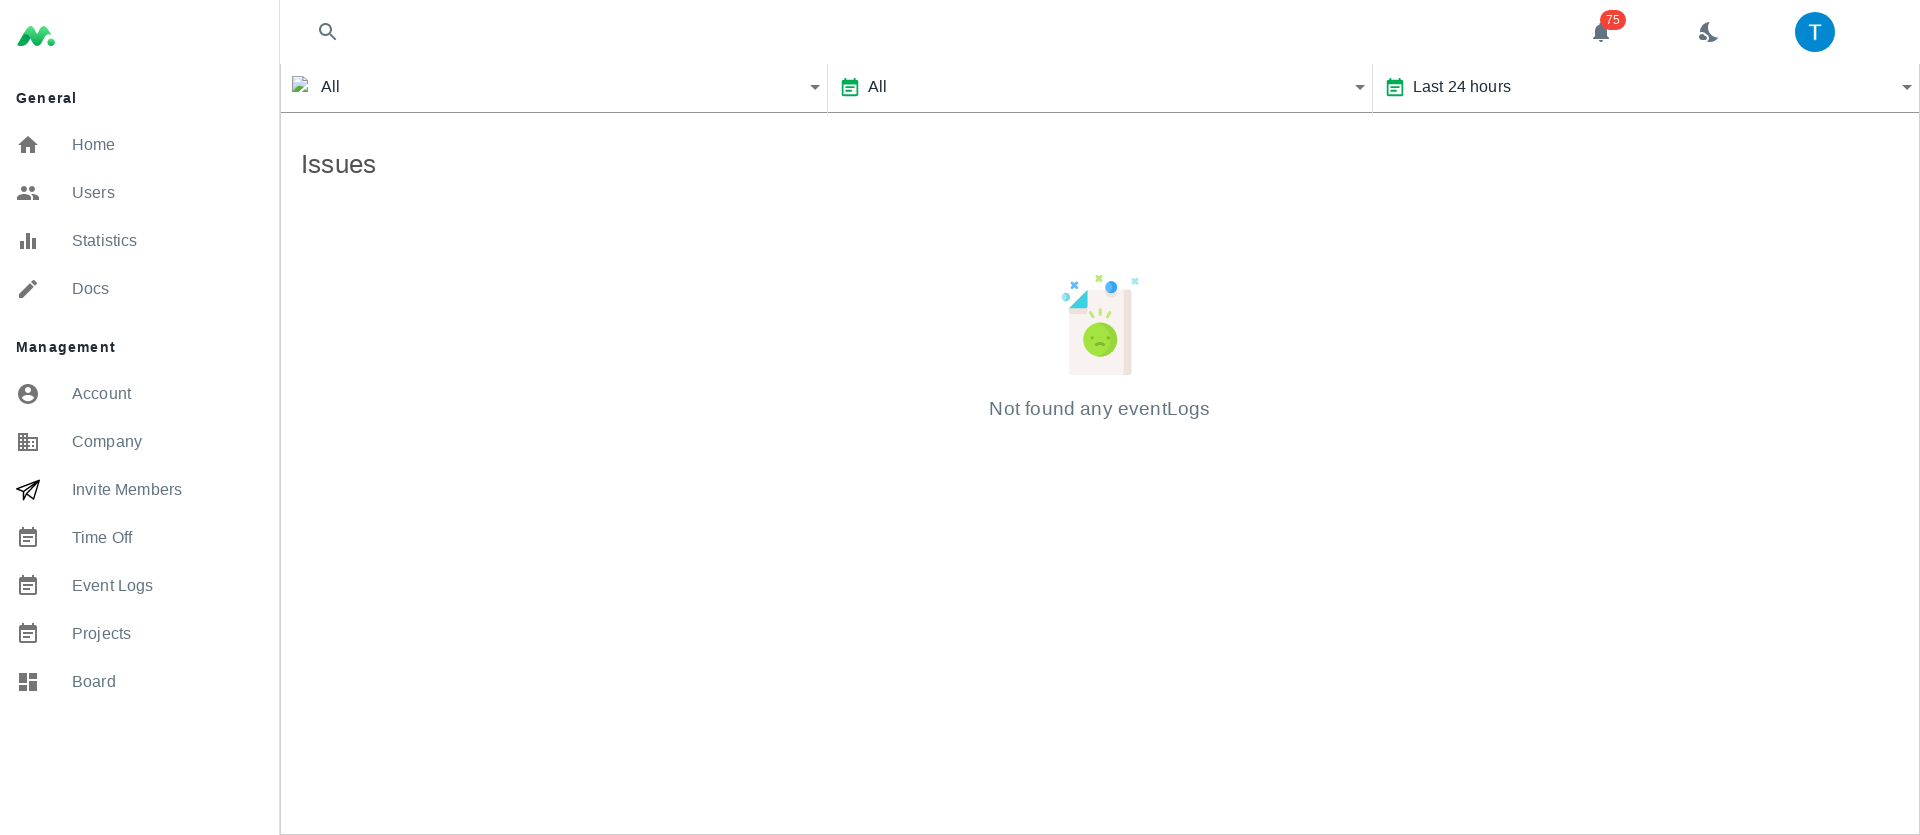 75
T
General
Home
Users
Statistics
Docs
Management
Account
Company
Invite Members
Time Off
Event Logs
Projects
Board
All
All
Last 24 hours
Issues
Not found any eventLogs